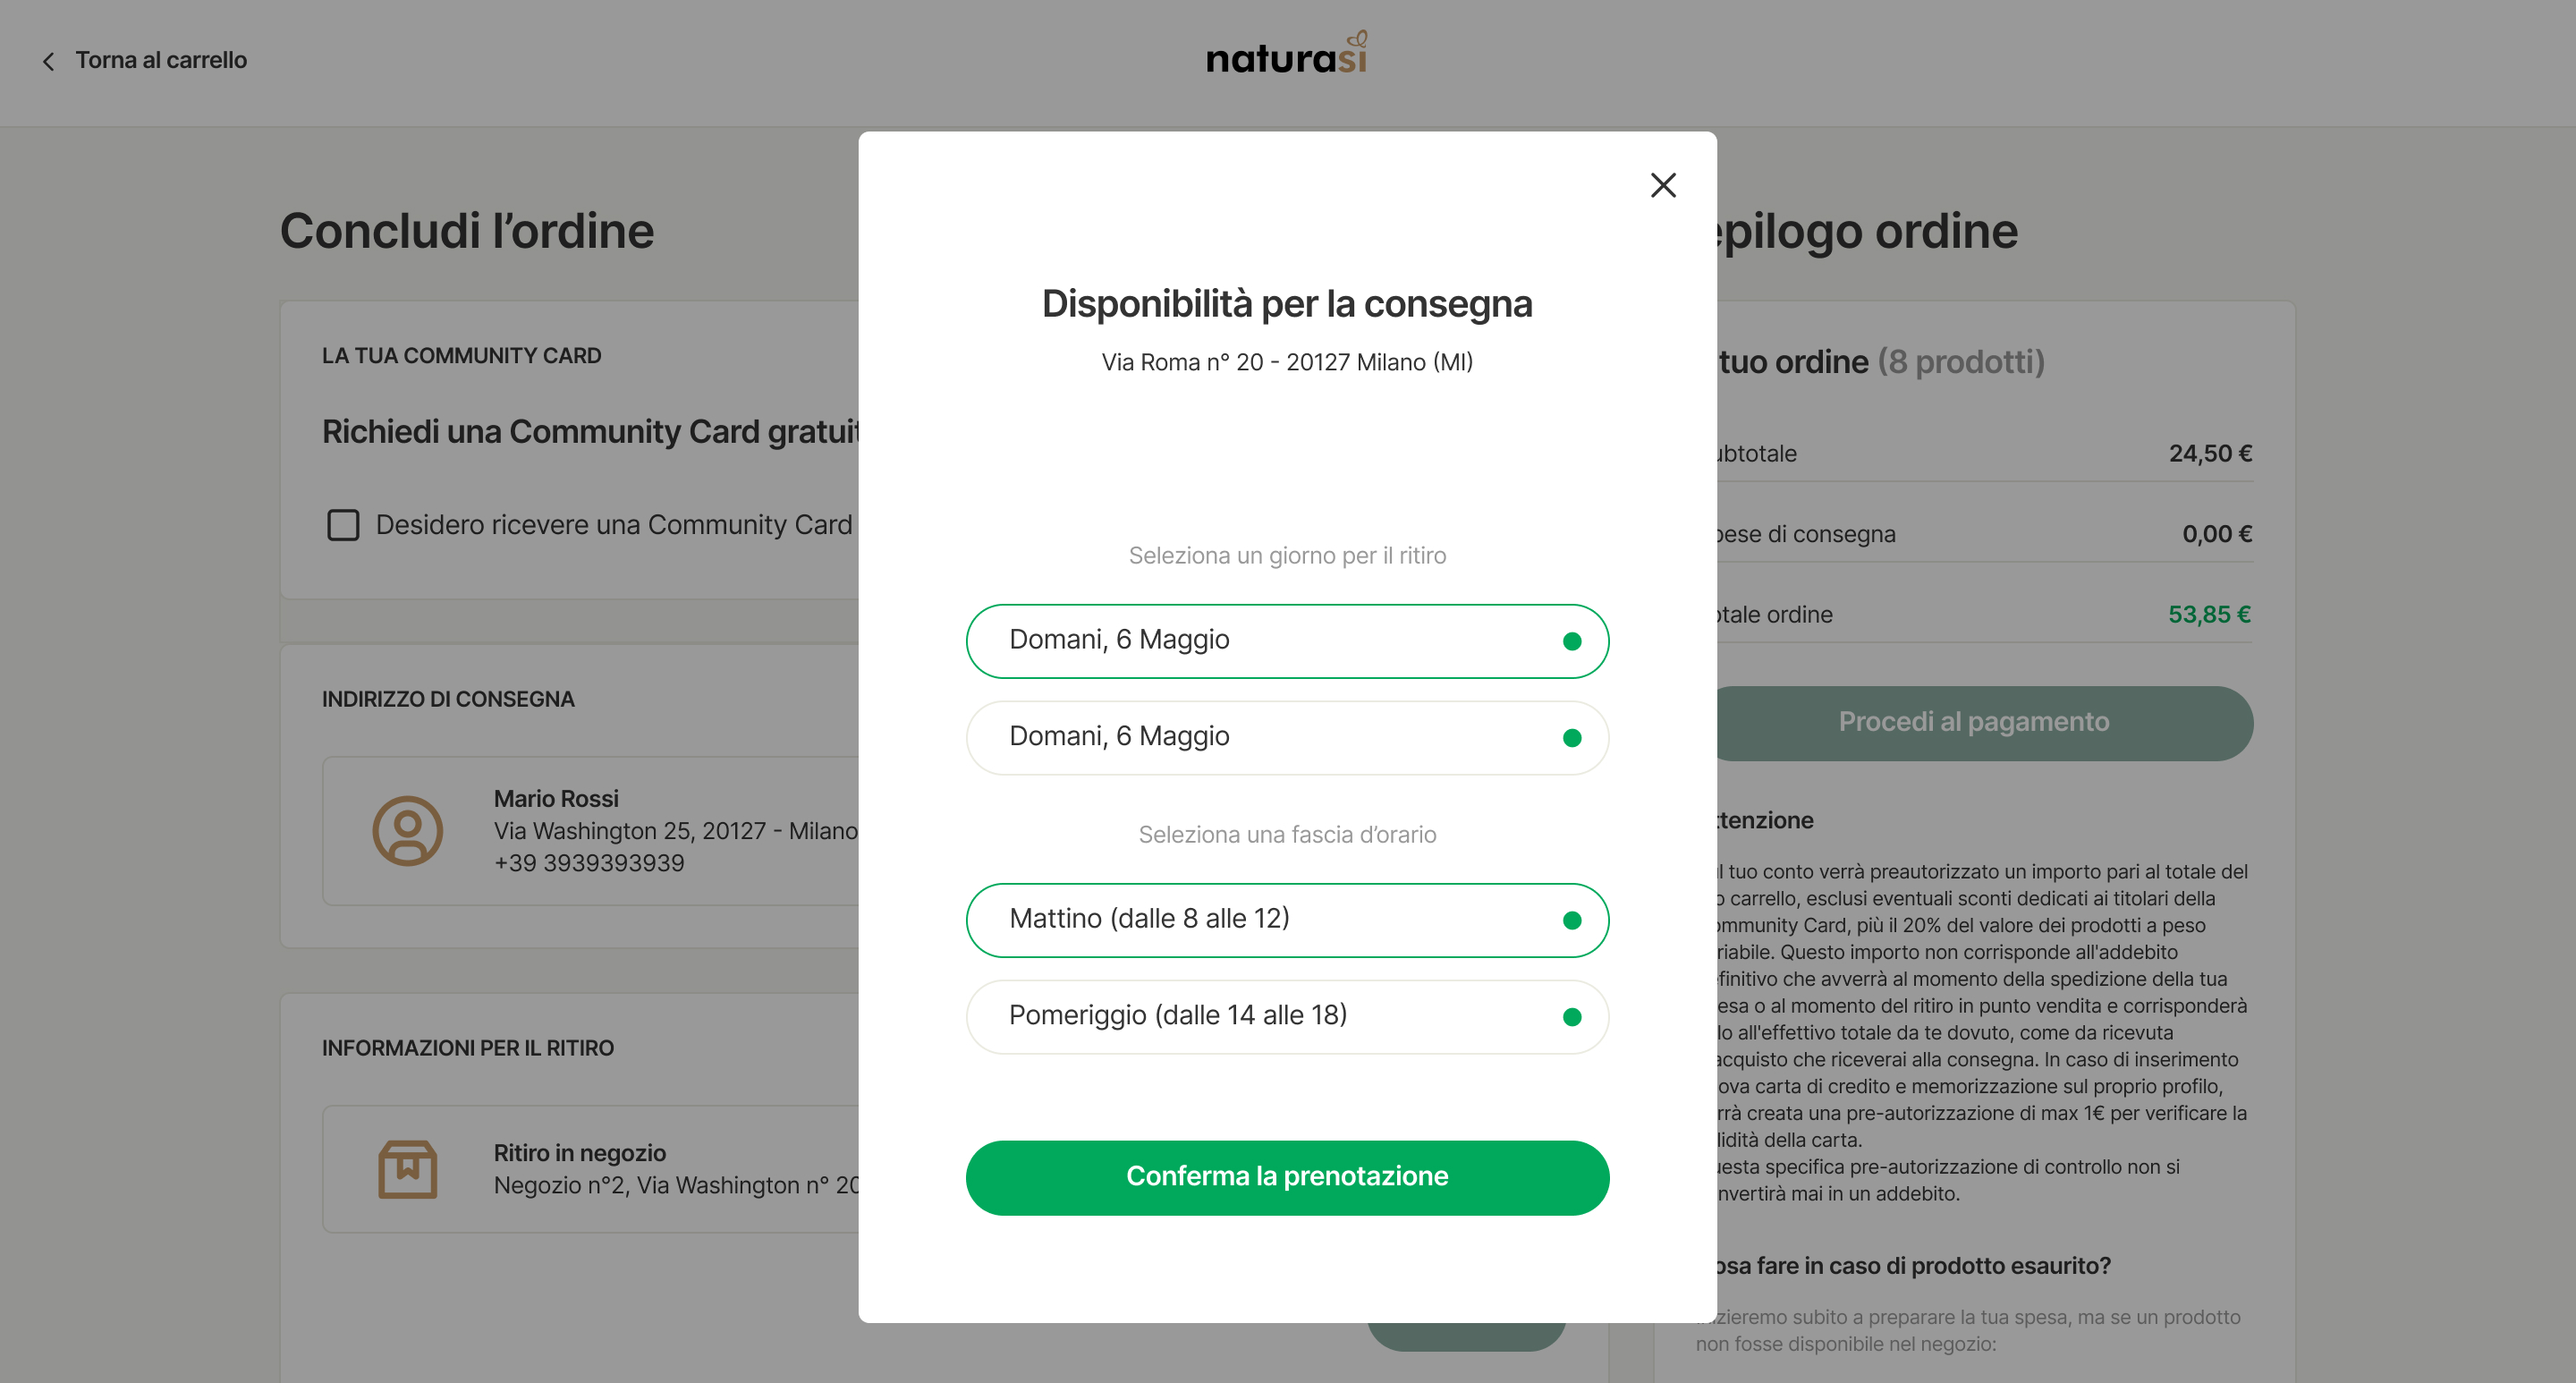 Torna al carrello
naturasi
Concludi l’ordine
LA TUA COMMUNITY CARD
Richiedi una Community Card
Desidero ricevere una Community Card
INDIRIZZO DI CONSEGNA
Mario Rossi
Via Washington 25, 20127 - Milano
+39 3939393939
INFORMAZIONI PER IL RITIRO
Ritiro in negozio
Negozio n°2, Via Washington n° 20
Disponibilità per la consegna
Via Roma n° 20 - 20127 Milano (MI)
Seleziona un giorno per il ritiro
Domani, 6 Maggio
Domani, 6 Maggio
Seleziona una fascia d’orario
Mattino (dalle 8 alle 12)
Pomeriggio (dalle 14 alle 18)
Conferma la prenotazione
epilogo ordine
tuo ordine (8 prodotti)
ubtotale 24,50 €
ese di consegna 0,00 €
tale ordine 53,85 €
Procedi al pagamento
ttenzione
l tuo conto verrà preautorizzato un importo pari al totale del
o carrello, esclusi eventuali sconti dedicati ai titolari della
ommunity Card, più il 20% del valore dei prodotti a peso
riabile. Questo importo non corrisponde all'addebito
finitivo che avverrà al momento della spedizione della tua
esa o al momento del ritiro in punto vendita e corrisponderà
lo all'effettivo totale da te dovuto, come da ricevuta
acquisto che riceverai alla consegna. In caso di inserimento
ova carta di credito e memorizzazione sul proprio profilo,
rrà creata una pre-autorizzazione di max 1€ per verificare la
lidità della carta.
uesta specifica pre-autorizzazione di controllo non si
nvertirà mai in un addebito.
osa fare in caso di prodotto esaurito?
zieremo subito a preparare la tua spesa, ma se un prodotto
non fosse disponibile nel negozio: